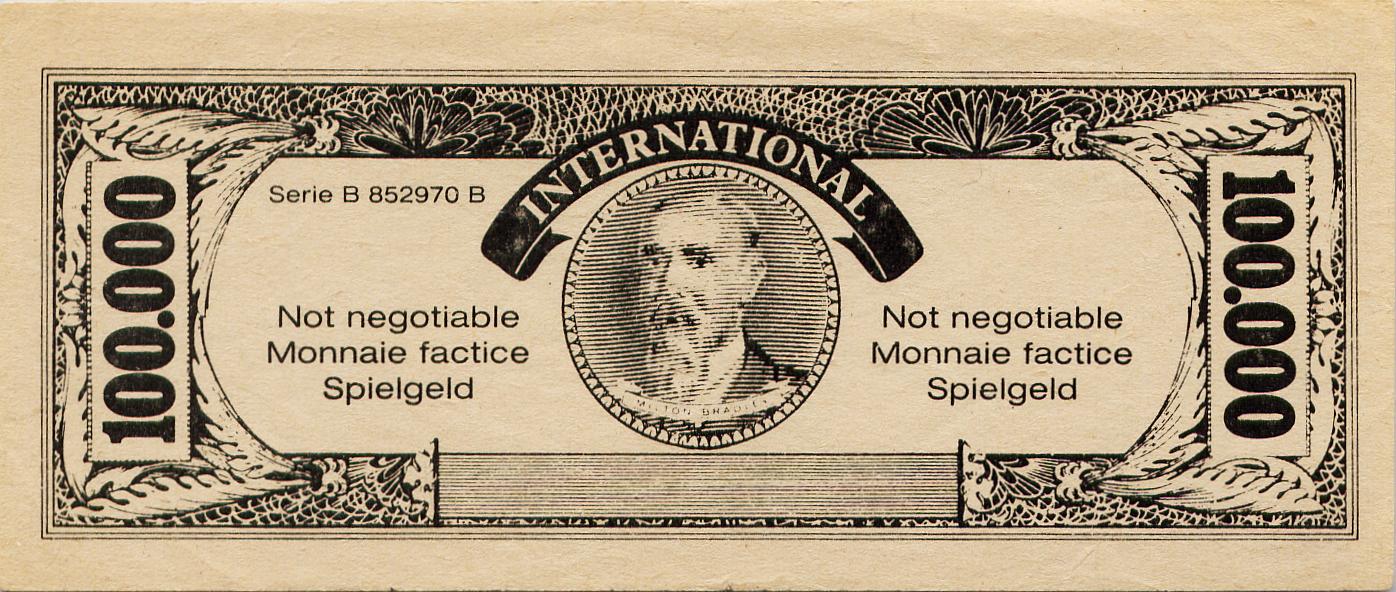 INTERNATIONAL
Serie B 852970 B
100.000
100.000
Not negotiable
Monnaie factice
Spielgeld
Not negotiable
Monnaie factice
Spielgeld
MILTON BRADLEY